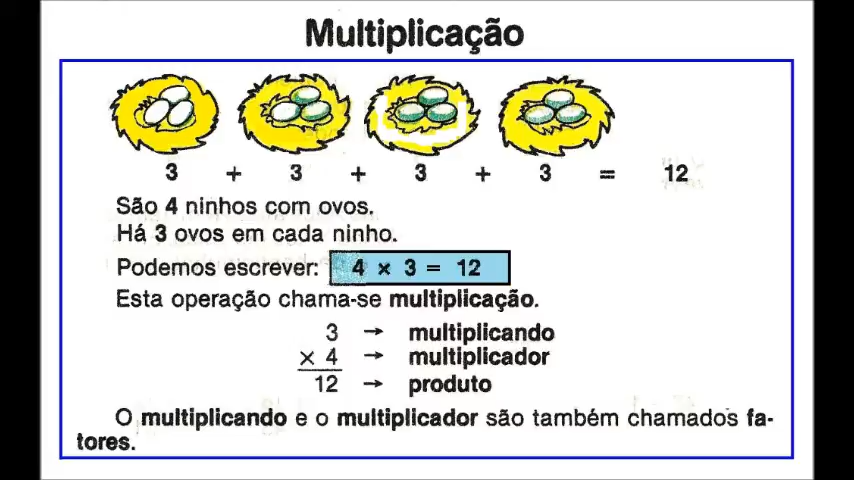 Multiplicação
3 + 3 + 3 + 3 = 12
São 4 ninhos com ovos.
Há 3 ovos em cada ninho.
Podemos escrever: 4 × 3 = 12
Esta operação chama-se multiplicação.
3 → multiplicando
× 4 → multiplicador
12 → produto
O multiplicando e o multiplicador são também chamados fa-
tores.